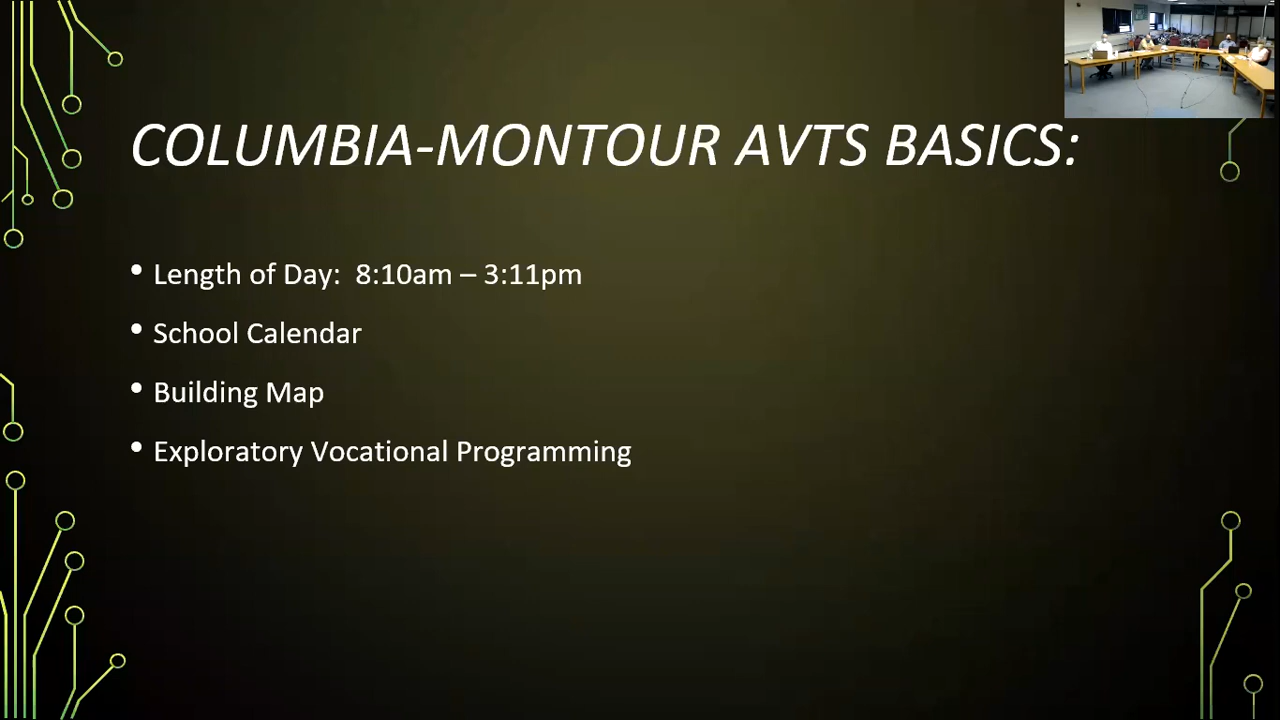 COLUMBIA-MONTOUR AVTS BASICS:
• Length of Day:  8:10am – 3:11pm
• School Calendar
• Building Map
• Exploratory Vocational Programming